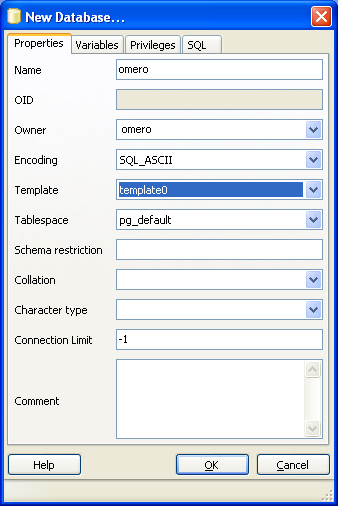 New Database...
Properties Variables Privileges SQL
Name omero
OID
Owner omero
Encoding SQL_ASCII
Template template0
Tablespace pg_default
Schema restriction
Collation
Character type
Connection Limit -1
Comment
Help OK Cancel